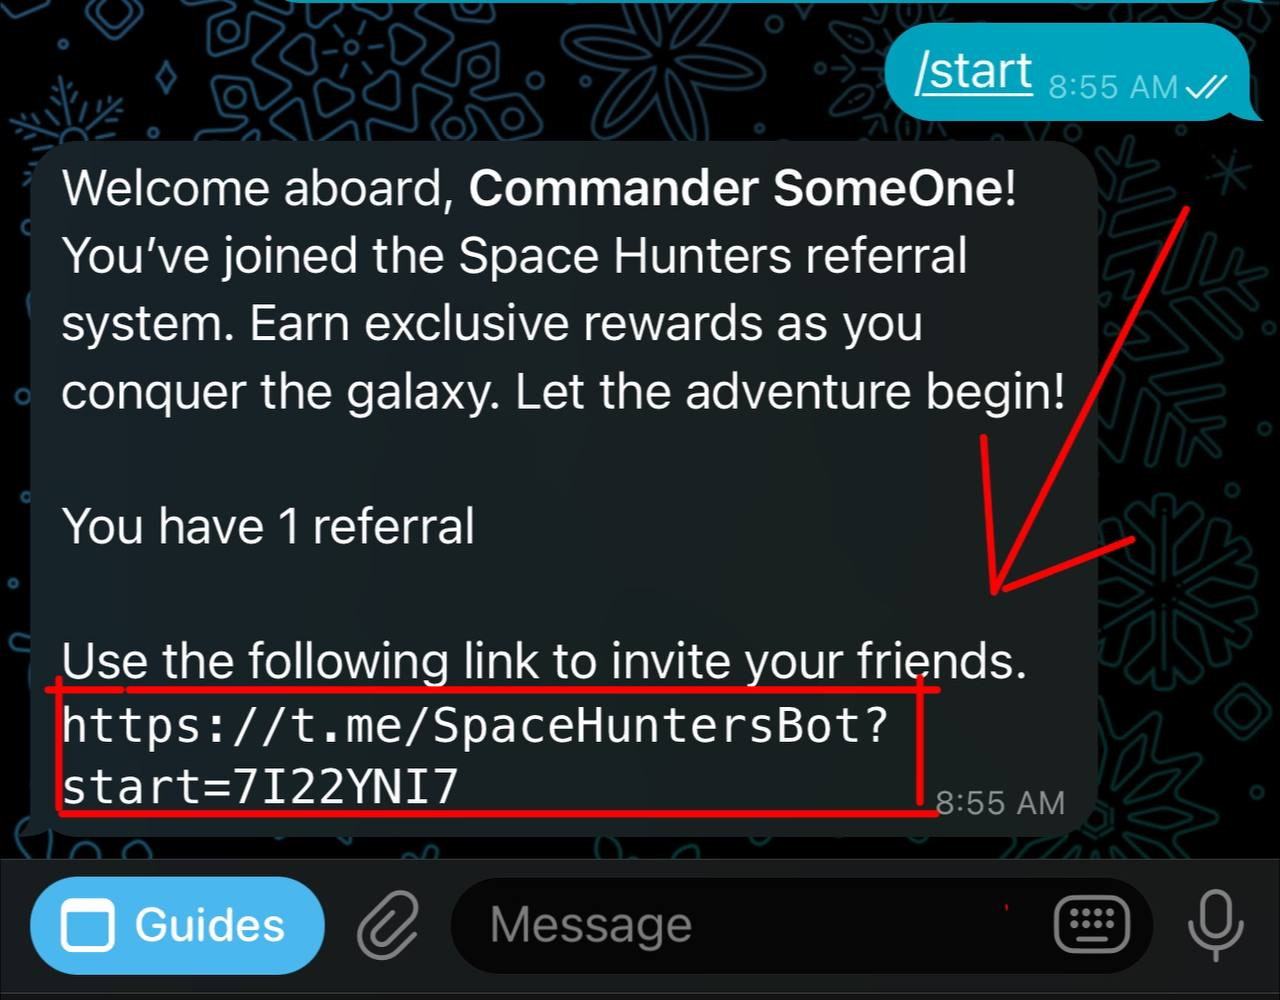 /start 8:55 AM
Welcome aboard, Commander SomeOne!
You’ve joined the Space Hunters referral
system. Earn exclusive rewards as you
conquer the galaxy. Let the adventure begin!
You have 1 referral
Use the following link to invite your friends.
https://t.me/SpaceHuntersBot?
start=7I22YNI7
8:55 AM
Guides
Message